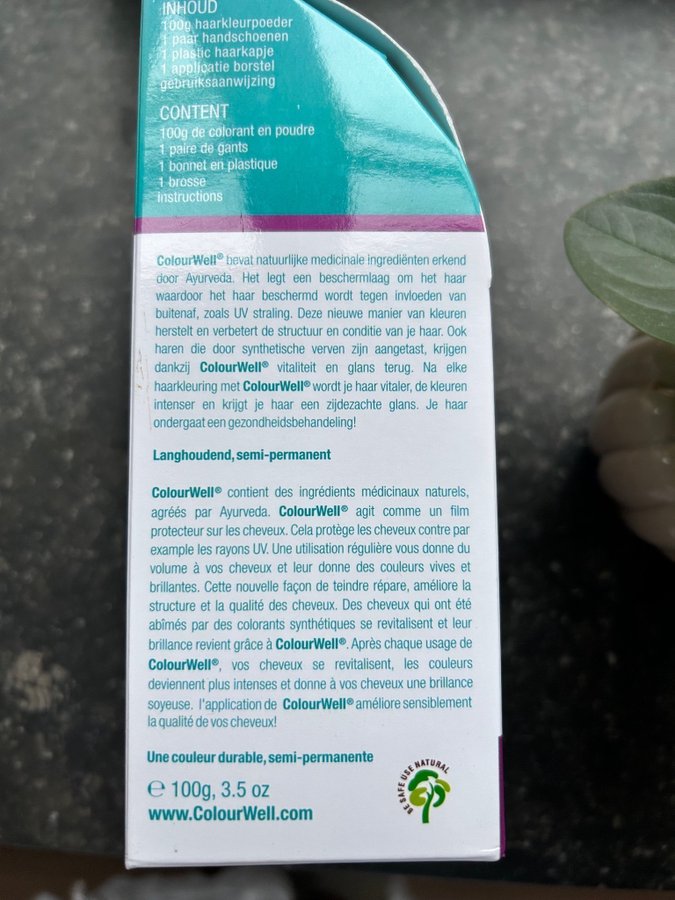 INHOUD
100g haarkleurpoeder
1 paar handschoenen
1 plastic haarkapje
1 applicatie borstel
gebruiksaanwijzing
CONTENT
100g de colorant en poudre
1 paire de gants
1 bonnet en plastique
1 brosse
Instructions
ColourWell® bevat natuurlijke medicinale ingrediënten erkend
door Ayurveda. Het legt een beschermlaag om het haar
waardoor het haar beschermd wordt tegen invloeden van
buitenaf, zoals UV straling. Deze nieuwe manier van kleuren
herstelt en verbetert de structuur en conditie van je haar. Ook
haren die door synthetische verven zijn aangetast, krijgen
dankzij ColourWell® vitaliteit en glans terug. Na elke
haarkleuring met ColourWell® wordt je haar vitaler, de kleuren
intenser en krijgt je haar een zijdezachte glans. Je haar
ondergaat een gezondheidsbehandeling!
Langhoudend, semi-permanent
ColourWell® contient des ingrédients médicinaux naturels,
agréés par Ayurveda. ColourWell® agit comme un film
protecteur sur les cheveux. Cela protège les cheveux contre par
example les rayons UV. Une utilisation régulière vous donne du
volume à vos cheveux et leur donne des couleurs vives et
brillantes. Cette nouvelle façon de teindre répare, améliore la
structure et la qualité des cheveux. Des cheveux qui ont été
abîmés par des colorants synthétiques se revitalisent et leur
brillance revient grâce à ColourWell®. Après chaque usage de
ColourWell®, vos cheveux se revitalisent, les couleurs
deviennent plus intenses et donne à vos cheveux une brillance
soyeuse. l'application de ColourWell® améliore sensiblement
la qualité de vos cheveux!
Une couleur durable, semi-permanente
℮ 100g, 3.5 oz
www.ColourWell.com
BE SAFE USE NATURAL